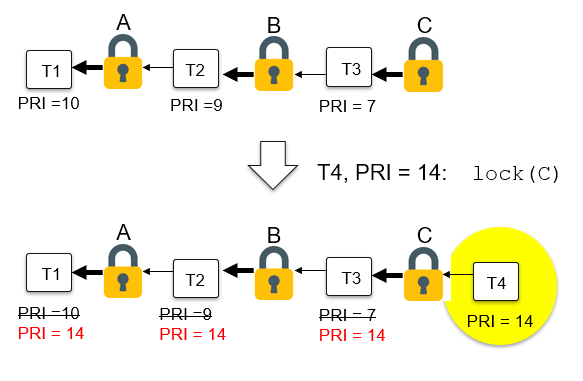 A
B
C
T1
T2
T3
PRI =10
PRI =9
PRI = 7
T4, PRI = 14: lock(C)
A
B
C
T1
T2
T3
T4
PRI =10
PRI =9
PRI = 7
PRI = 14
PRI = 14
PRI = 14
PRI = 14